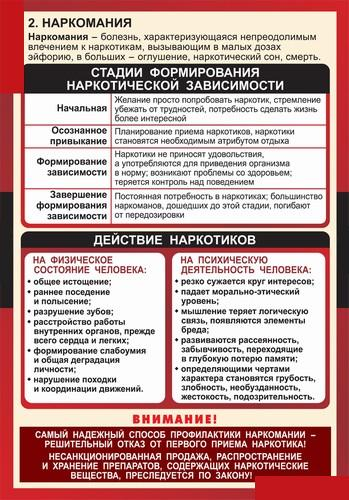 2. НАРКОМАНИЯ
Наркомания – болезнь, характеризующаяся непреодолимым
влечением к наркотикам, вызывающим в малых дозах
эйфорию, в больших – оглушение, наркотический сон, смерть.
СТАДИИ ФОРМИРОВАНИЯ
НАРКОТИЧЕСКОЙ ЗАВИСИМОСТИ
Начальная
Желание просто попробовать наркотик, стремление
убежать от трудностей, потребность сделать жизнь
более интересной
Осознанное
привыкание
Планирование приема наркотиков, наркотики
становятся необходимым атрибутом отдыха
Формирование
зависимости
Наркотики не приносят удовольствия,
а употребляются для приведения организма
в норму; возникают проблемы со здоровьем;
теряется контроль над поведением
Завершение
формирования
зависимости
Постоянная потребность в наркотиках; большинство
наркоманов, дошедших до этой стадии, погибают
от передозировки
ДЕЙСТВИЕ НАРКОТИКОВ
НА ФИЗИЧЕСКОЕ
СОСТОЯНИЕ ЧЕЛОВЕКА:
• общее истощение;
• раннее поседение
и полысение;
• разрушение зубов;
• расстройство работы
внутренних органов, прежде
всего сердца и легких;
• формирование слабоумия
и общая деградация
личности;
• нарушение походки
и координации движений.
НА ПСИХИЧЕСКУЮ
ДЕЯТЕЛЬНОСТЬ ЧЕЛОВЕКА:
• резко сужается круг интересов;
• падает морально-этический
уровень;
• мышление теряет логическую
связь, появляются элементы
бреда;
• развиваются рассеянность,
забывчивость, переходящие
в глубокую потерю памяти;
• определяющими чертами
характера становятся грубость,
злобность, необузданность,
жестокость, подозрительность.
ВНИМАНИЕ!
САМЫЙ НАДЕЖНЫЙ СПОСОБ ПРОФИЛАКТИКИ НАРКОМАНИИ –
РЕШИТЕЛЬНЫЙ ОТКАЗ ОТ ПЕРВОГО ПРИЕМА НАРКОТИКА!
НЕСАНКЦИОНИРОВАННАЯ ПРОДАЖА, РАСПРОСТРАНЕНИЕ
И ХРАНЕНИЕ ПРЕПАРАТОВ, СОДЕРЖАЩИХ НАРКОТИЧЕСКИЕ
ВЕЩЕСТВА, ПРЕСЛЕДУЕТСЯ ПО ЗАКОНУ!